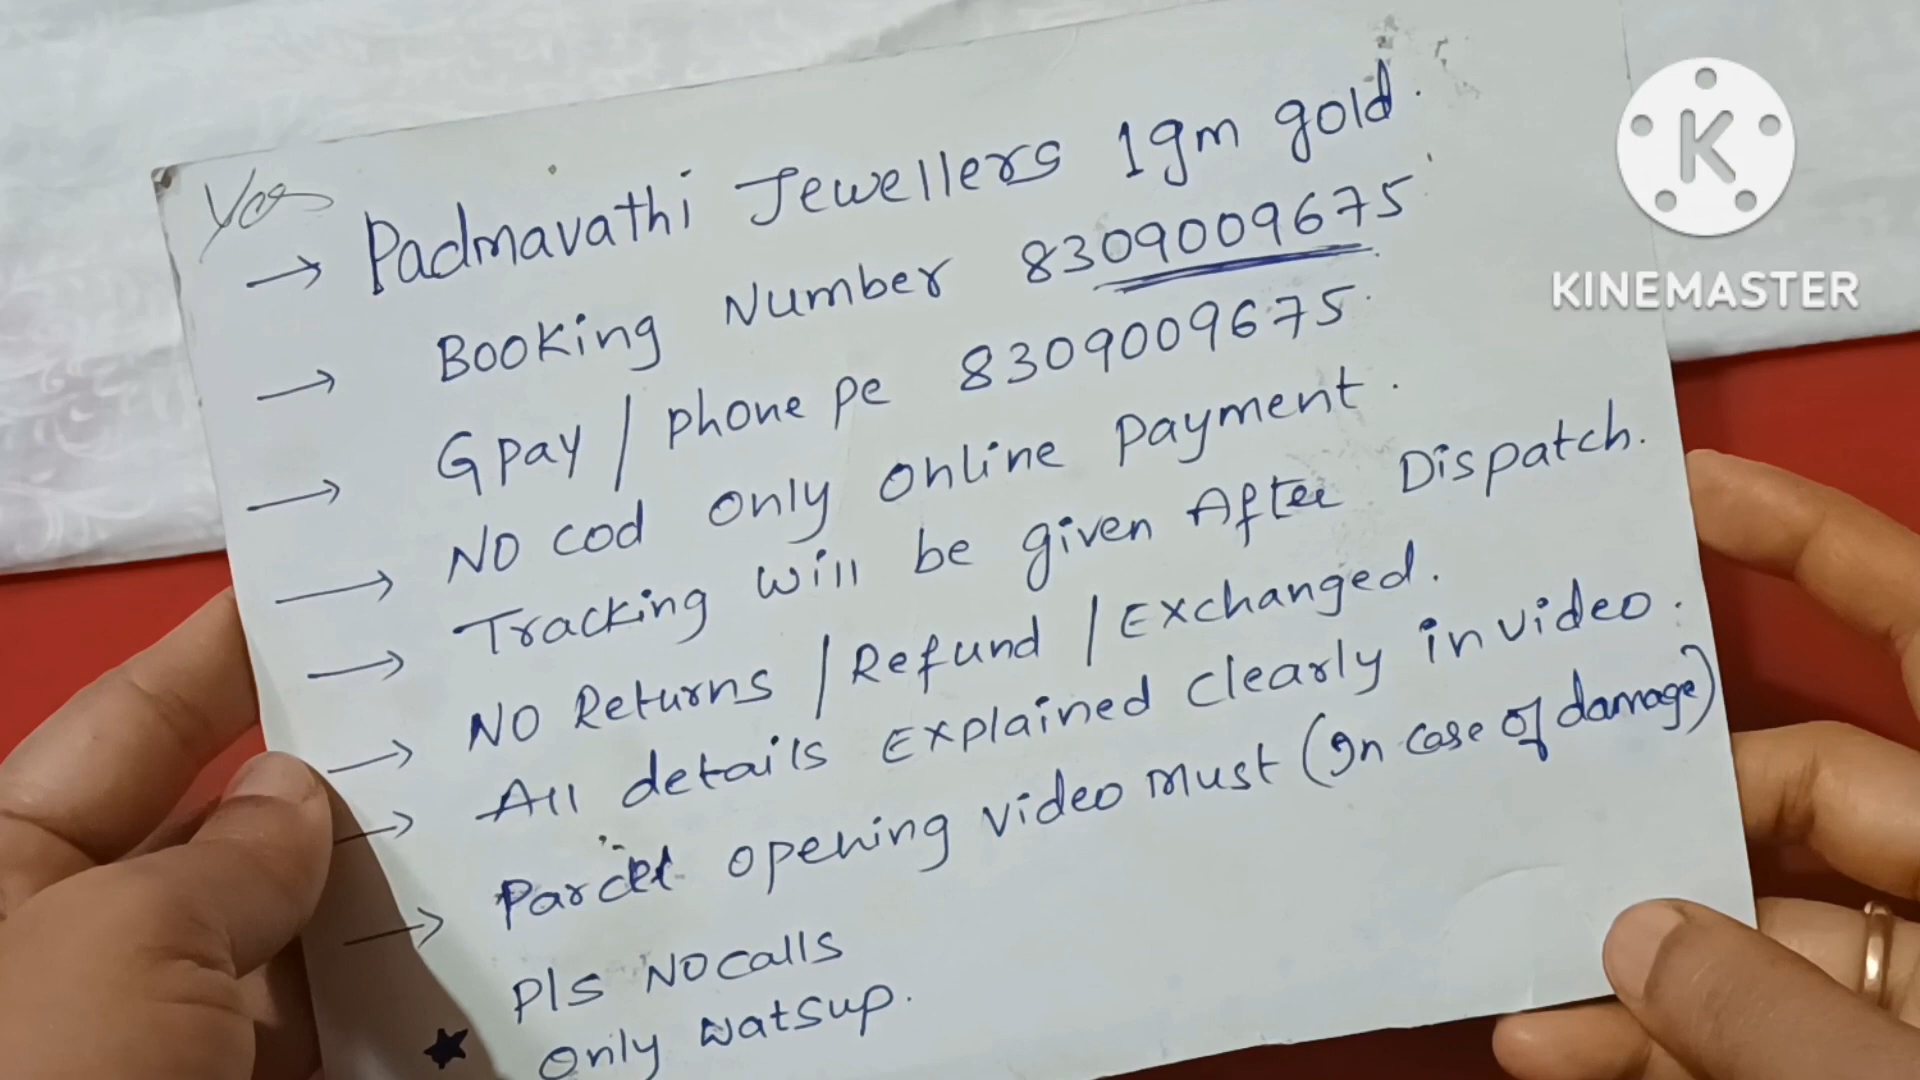 Yes
→ Padmavathi Jewellers 1gm gold.
→ Booking Number 8309009675
→ Gpay / phone pe 8309009675.
→ NO cod only online payment.
→ Tracking will be given After Dispatch.
→ NO Returns / Refund / Exchanged.
→ All details Explained clearly in video.
→ Parcel opening video must (In case of damage)
Pls NO calls
★ only watsup.
K
KINEMASTER